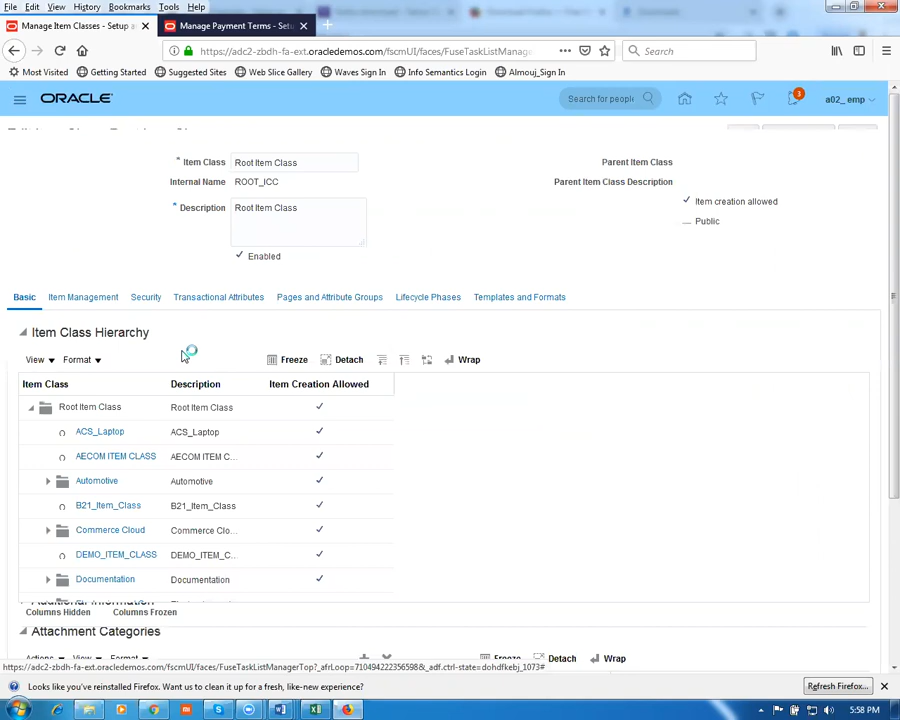 File Edit View History Bookmarks Tools Help
Manage Item Classes - Setup a
Manage Payment Terms - Setu
https://adc2-zbdh-fa-ext.oracledemos.com/fscmUI/faces/FuseTaskListManage
Search
Most Visited Getting Started Suggested Sites Web Slice Gallery Waves Sign In Info Semantics Login Almouj_Sign In
ORACLE
Search for people
3
a02_ emp
* Item Class Root Item Class
Parent Item Class
Internal Name ROOT_ICC
Parent Item Class Description
* Description Root Item Class
Item creation allowed
Public
Enabled
Basic Item Management Security Transactional Attributes Pages and Attribute Groups Lifecycle Phases Templates and Formats
Item Class Hierarchy
View Format Freeze Detach Wrap
Item Class Description Item Creation Allowed
Root Item Class Root Item Class
ACS_Laptop ACS_Laptop
AECOM ITEM CLASS AECOM ITEM C...
Automotive Automotive
B21_Item_Class B21_Item_Class
Commerce Cloud Commerce Clo...
DEMO_ITEM_CLASS DEMO_ITEM_C...
Documentation Documentation
Additional Information
Columns Hidden Columns Frozen
Attachment Categories
Actions View Format Freeze Detach Wrap
https://adc2-zbdh-fa-ext.oracledemos.com/fscmUI/faces/FuseTaskListManagerTop?_afrLoop=7104942223565988&_adf.ctrl-state=dohdfkebj_1073#
Looks like you've reinstalled Firefox. Want us to clean it up for a fresh, like-new experience?
Refresh Firefox...
5:58 PM